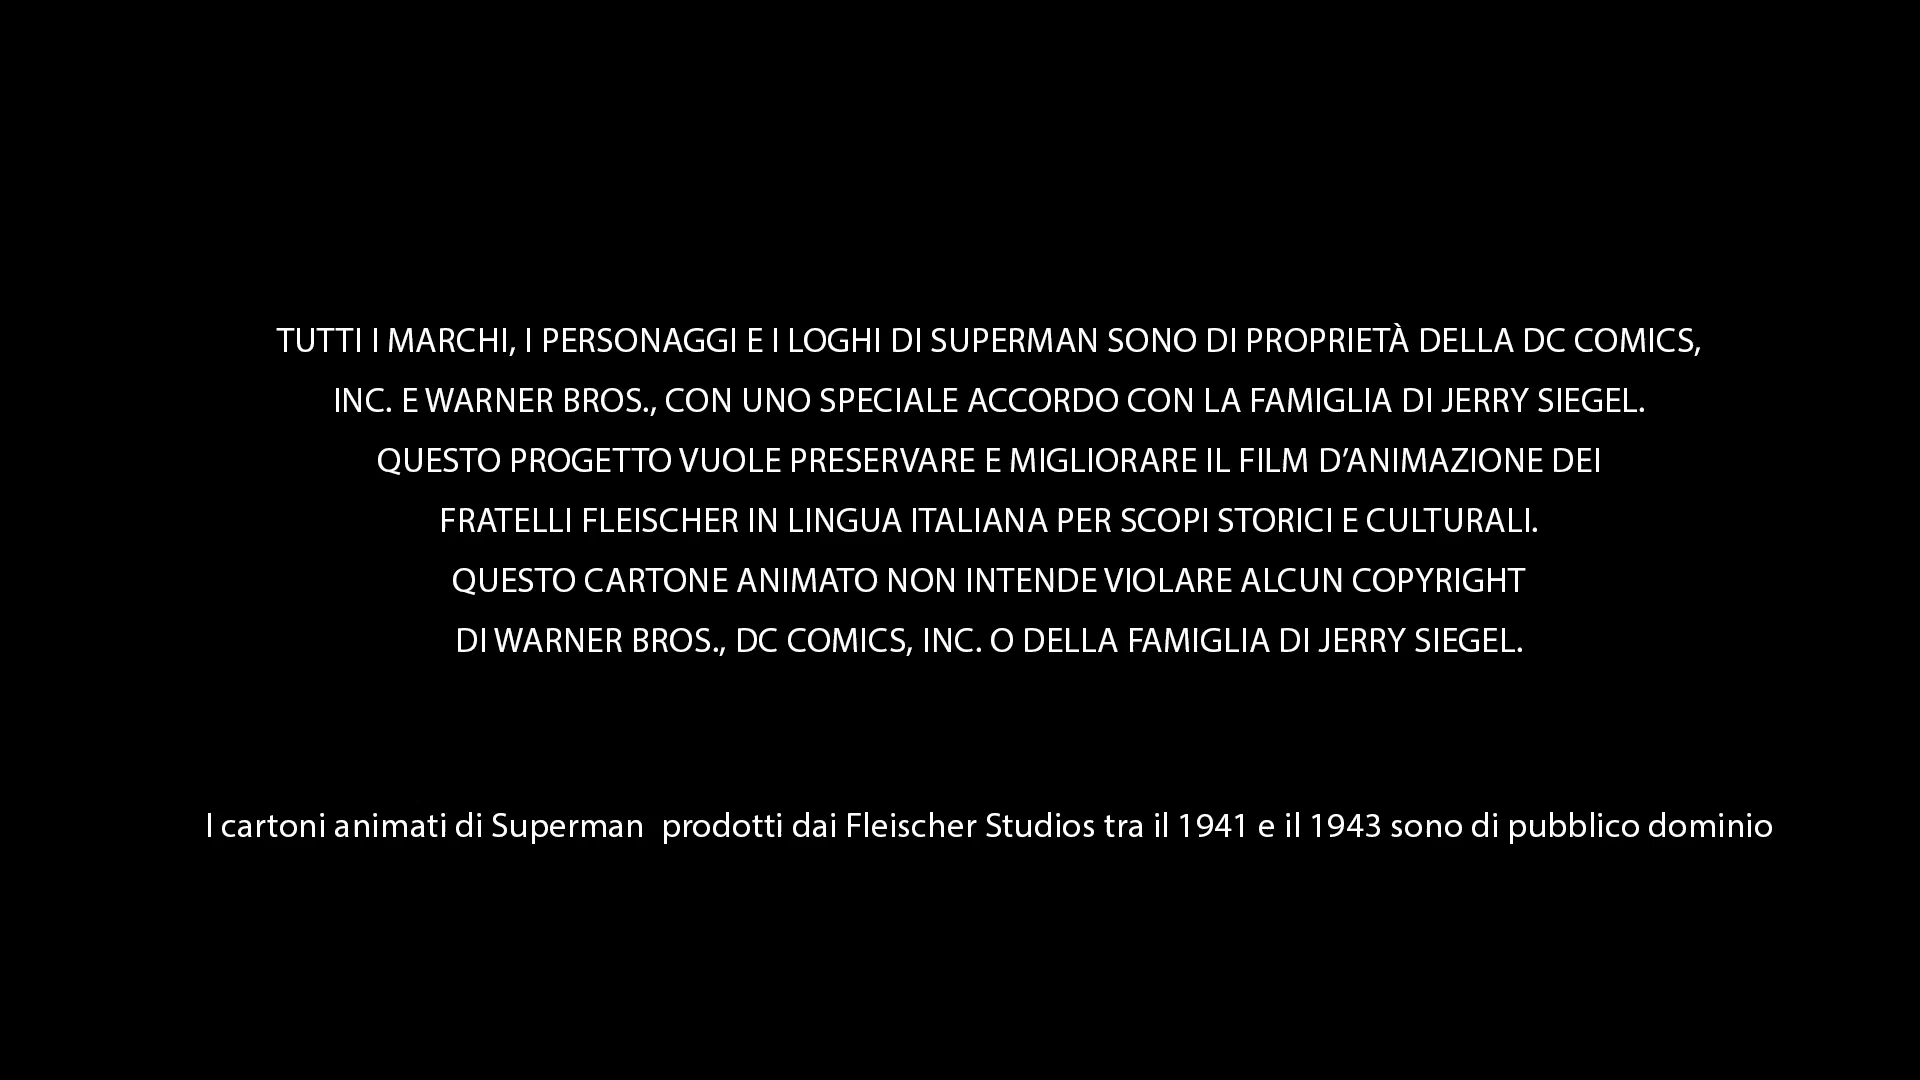 TUTTI I MARCHI, I PERSONAGGI E I LOGHI DI SUPERMAN SONO DI PROPRIETÀ DELLA DC COMICS,
INC. E WARNER BROS., CON UNO SPECIALE ACCORDO CON LA FAMIGLIA DI JERRY SIEGEL.
QUESTO PROGETTO VUOLE PRESERVARE E MIGLIORARE IL FILM D’ANIMAZIONE DEI
FRATELLI FLEISCHER IN LINGUA ITALIANA PER SCOPI STORICI E CULTURALI.
QUESTO CARTONE ANIMATO NON INTENDE VIOLARE ALCUN COPYRIGHT
DI WARNER BROS., DC COMICS, INC. O DELLA FAMIGLIA DI JERRY SIEGEL.
I cartoni animati di Superman  prodotti dai Fleischer Studios tra il 1941 e il 1943 sono di pubblico dominio